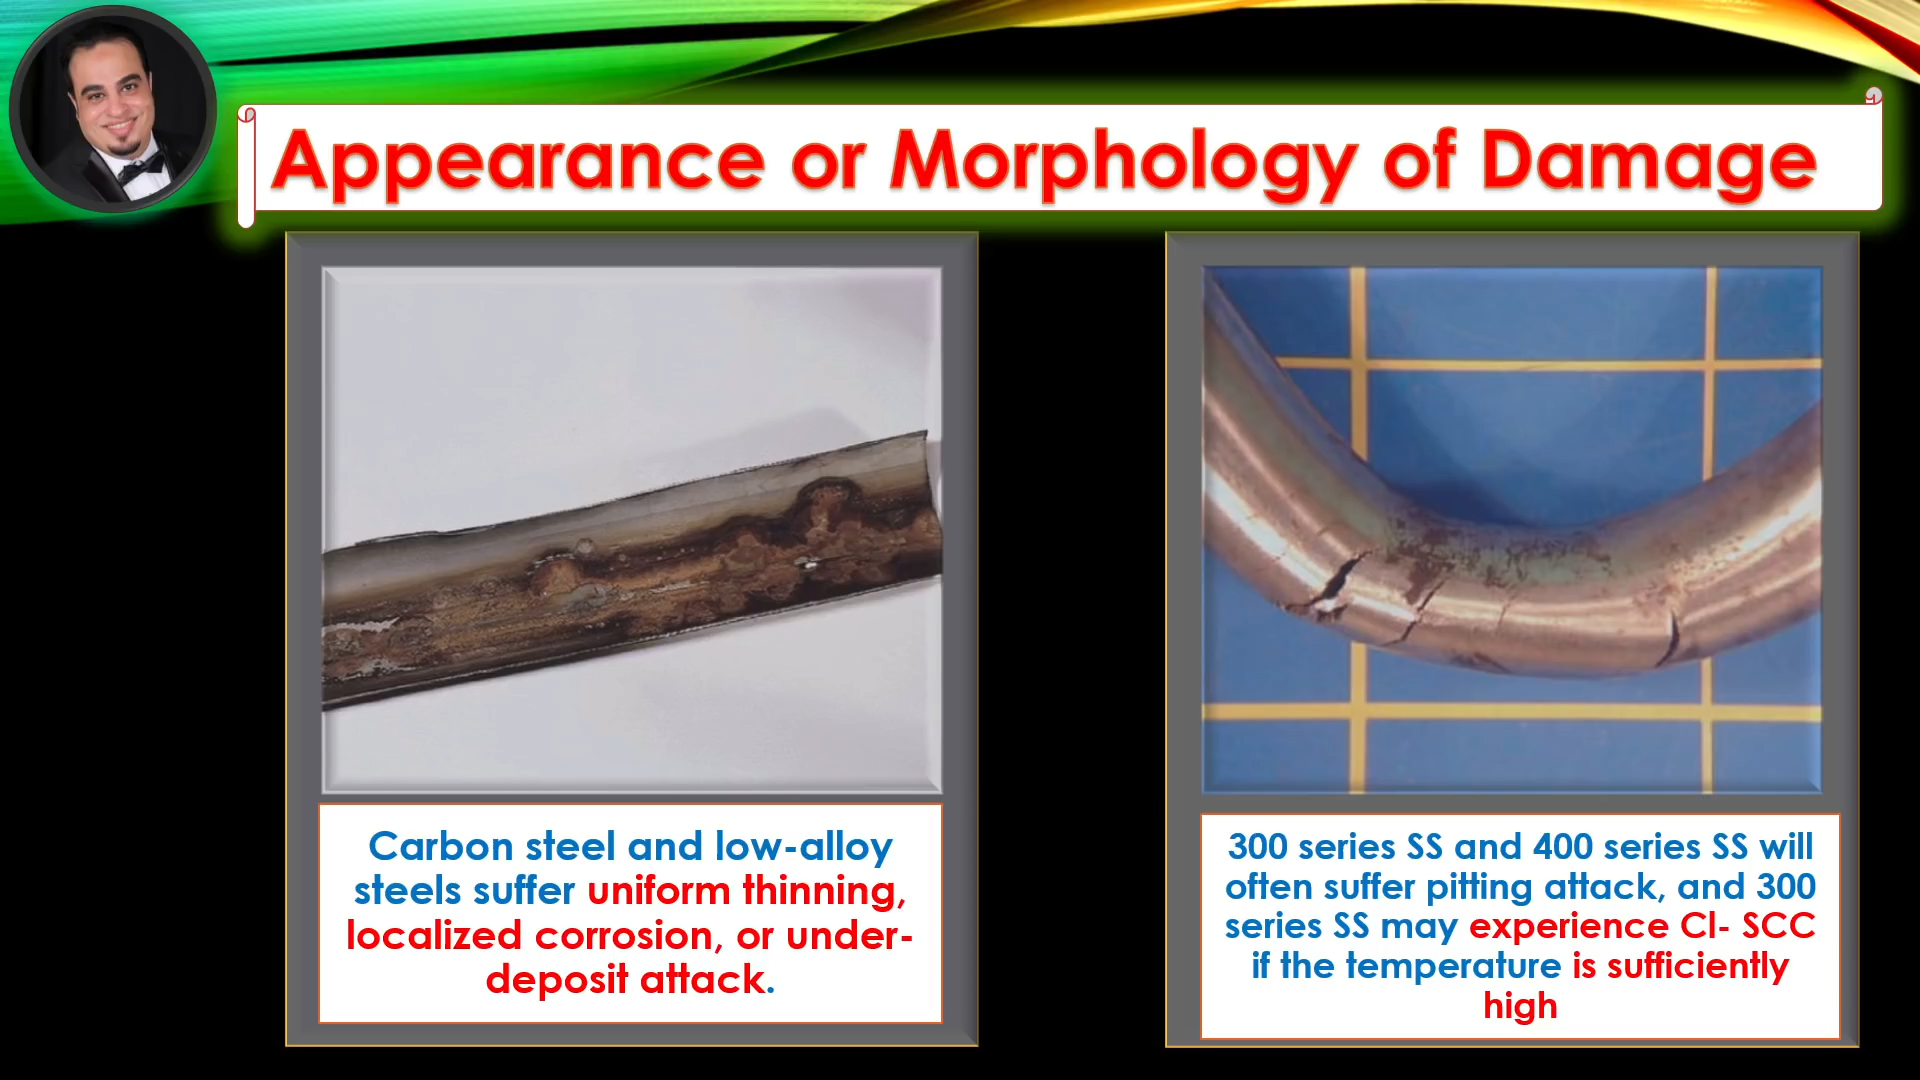 Appearance or Morphology of Damage
Carbon steel and low-alloy
steels suffer uniform thinning,
localized corrosion, or under-
deposit attack.
300 series SS and 400 series SS will
often suffer pitting attack, and 300
series SS may experience Cl- SCC
if the temperature is sufficiently
high